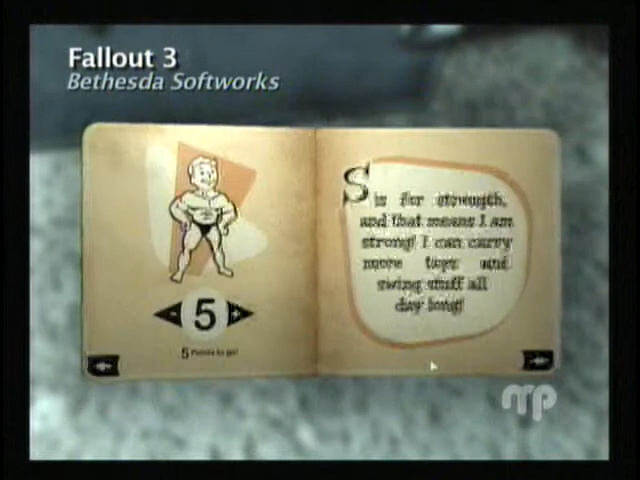 Fallout 3
Bethesda Softworks
S is for strength,
and that means I am
strong! I can carry
more toys and
swing stuff all
day long!
- 5 +
5 Points to go!
mp